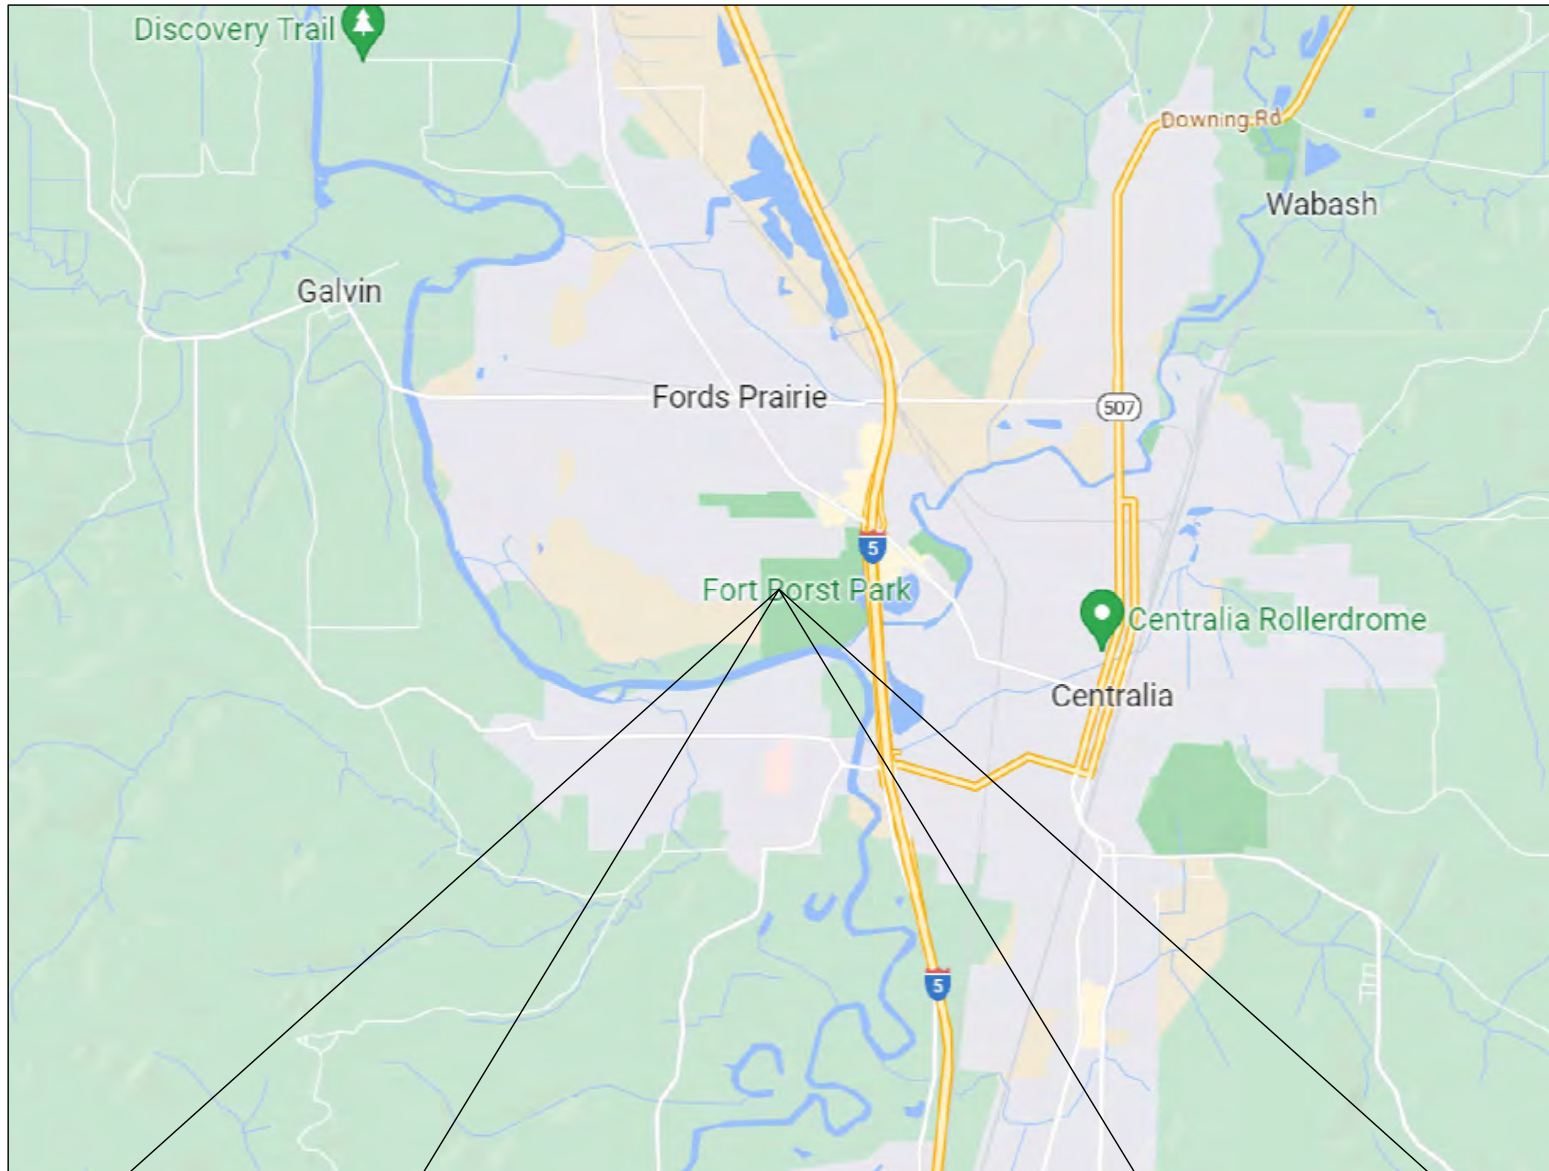 Discovery Trail
Downing Rd
Wabash
Galvin
Fords Prairie
507
5
Fort Borst Park
Centralia Rollerdrome
Centralia
5